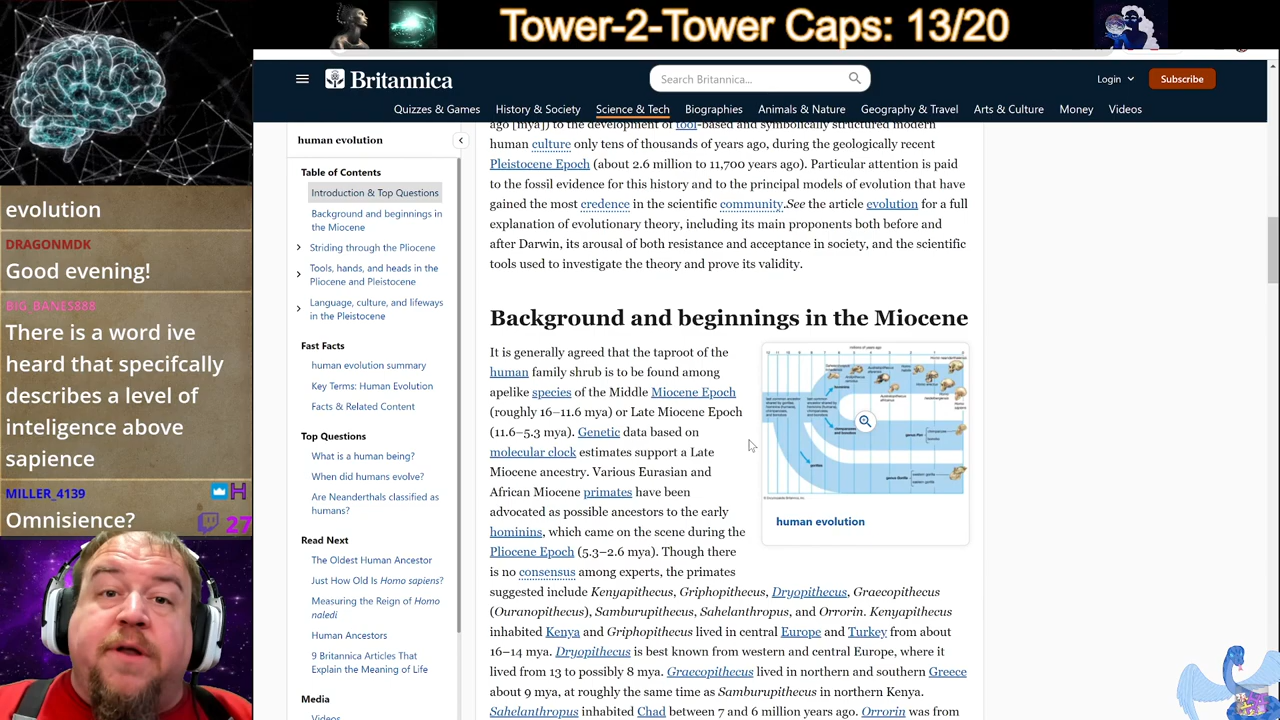 Tower-2-Tower Caps: 13/20
Britannica
Search Britannica...
Login
Subscribe
Quizzes & Games
History & Society
Science & Tech
Biographies
Animals & Nature
Geography & Travel
Arts & Culture
Money
Videos
evolution
DRAGONMDK
Good evening!
BIG_BANES888
There is a word ive
heard that specifcally
describes a level of
inteligence above
sapience
MILLER_4139
Omnisience?
27
human evolution
Table of Contents
Introduction & Top Questions
Background and beginnings in
the Miocene
Striding through the Pliocene
Tools, hands, and heads in the
Pliocene and Pleistocene
Language, culture, and lifeways
in the Pleistocene
Fast Facts
human evolution summary
Key Terms: Human Evolution
Facts & Related Content
Top Questions
What is a human being?
When did humans evolve?
Are Neanderthals classified as
humans?
Read Next
The Oldest Human Ancestor
Just How Old Is Homo sapiens?
Measuring the Reign of Homo
naledi
Human Ancestors
9 Britannica Articles That
Explain the Meaning of Life
Media
Videos
ago [mya]) to the development of tool-based and symbolically structured modern
human culture only tens of thousands of years ago, during the geologically recent
Pleistocene Epoch (about 2.6 million to 11,700 years ago). Particular attention is paid
to the fossil evidence for this history and to the principal models of evolution that have
gained the most credence in the scientific community.See the article evolution for a full
explanation of evolutionary theory, including its main proponents both before and
after Darwin, its arousal of both resistance and acceptance in society, and the scientific
tools used to investigate the theory and prove its validity.
Background and beginnings in the Miocene
It is generally agreed that the taproot of the
human family shrub is to be found among
apelike species of the Middle Miocene Epoch
(roughly 16–11.6 mya) or Late Miocene Epoch
(11.6–5.3 mya). Genetic data based on
molecular clock estimates support a Late
Miocene ancestry. Various Eurasian and
African Miocene primates have been
advocated as possible ancestors to the early
hominins, which came on the scene during the
Pliocene Epoch (5.3–2.6 mya). Though there
is no consensus among experts, the primates
suggested include Kenyapithecus, Griphopithecus, Dryopithecus, Graecopithecus
(Ouranopithecus), Samburupithecus, Sahelanthropus, and Orrorin. Kenyapithecus
inhabited Kenya and Griphopithecus lived in central Europe and Turkey from about
16–14 mya. Dryopithecus is best known from western and central Europe, where it
lived from 13 to possibly 8 mya. Graecopithecus lived in northern and southern Greece
about 9 mya, at roughly the same time as Samburupithecus in northern Kenya.
Sahelanthropus inhabited Chad between 7 and 6 million years ago. Orrorin was from
human evolution